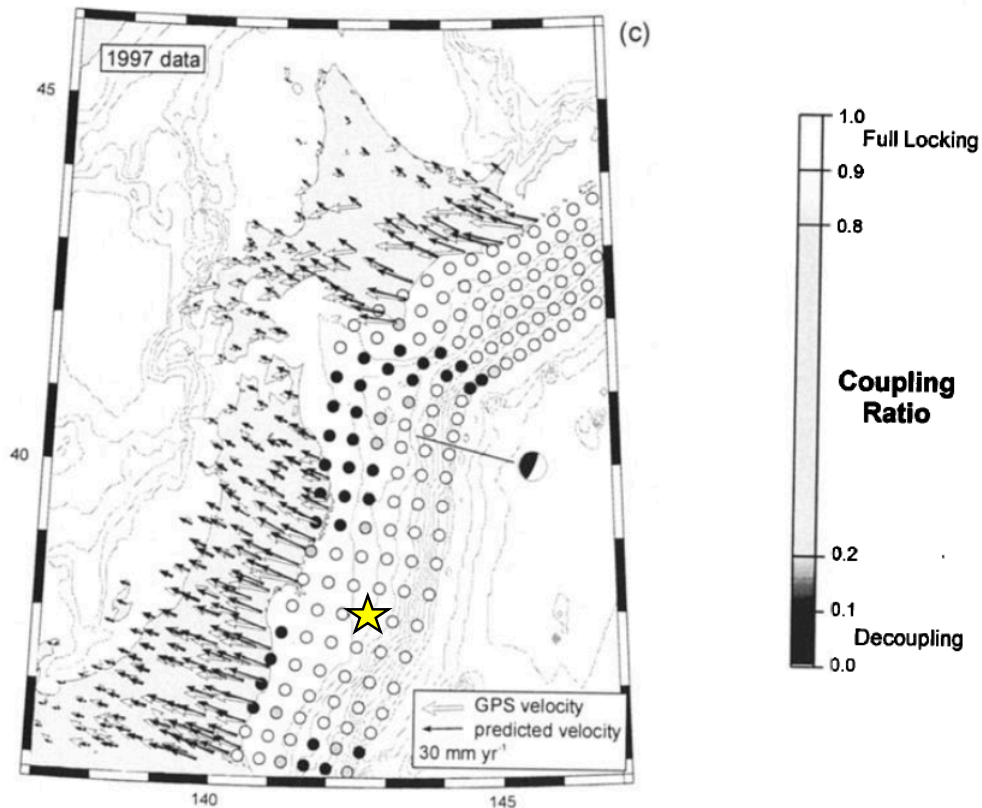 (c)
1997 data
45
40
140
145
GPS velocity
predicted velocity
30 mm yr⁻¹
1.0
Full Locking
0.9
0.8
Coupling
Ratio
0.2
0.1
Decoupling
0.0